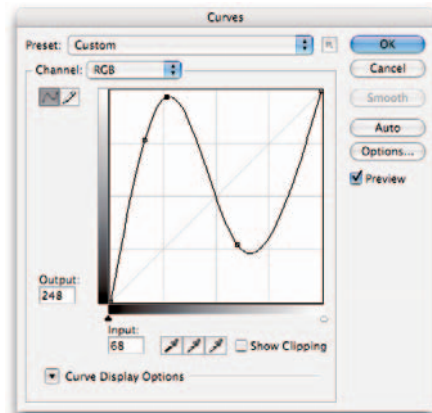 Curves
Preset: Custom
OK
Channel: RGB
Cancel
Smooth
Auto
Options...
Preview
Output:
248
Input:
68
Show Clipping
Curve Display Options